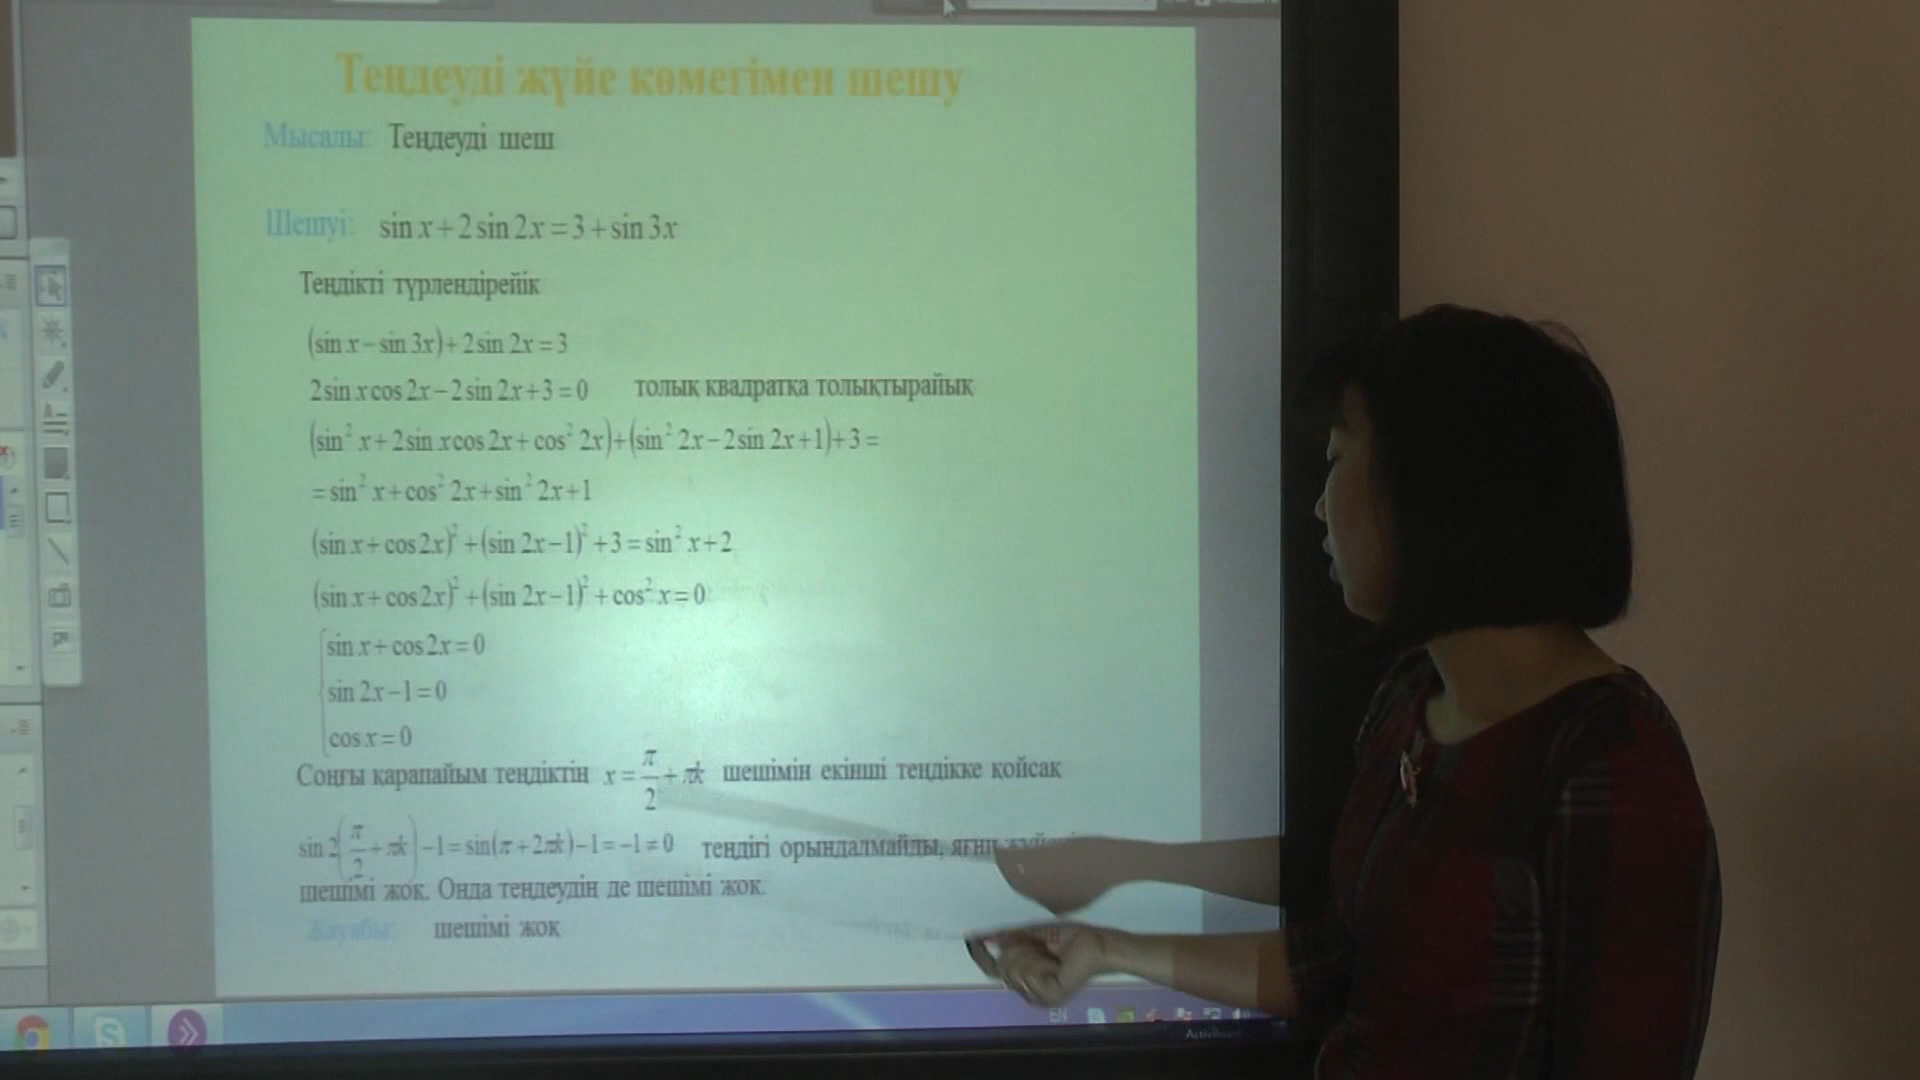 Теңдеуді жүйе көмегімен шешу
Мысалы: Теңдеуді шеш
Шешуі: sin x + 2 sin 2x = 3 + sin 3x
Теңдікті түрлендірейік
(sin x − sin 3x) + 2 sin 2x = 3
2 sin x cos 2x − 2 sin 2x + 3 = 0 толық квадратқа толықтырайық
(sin² x + 2 sin x cos 2x + cos² 2x) + (sin² 2x − 2 sin 2x + 1) + 3 =
= sin² x + cos² 2x + sin² 2x + 1
(sin x + cos 2x)² + (sin 2x − 1)² + 3 = sin² x + 2
(sin x + cos 2x)² + (sin 2x − 1)² + cos² x = 0
sin x + cos 2x = 0
sin 2x − 1 = 0
cos x = 0
Соңғы қарапайым теңдіктің x = π/2 + πk шешімін екінші теңдікке қойсақ
sin 2(π/2 + πk) − 1 = sin(π + 2πk) − 1 = −1 ≠ 0 теңдігі орындалмайды, яғни
шешімі жоқ. Онда теңдеудің де шешімі жоқ.
Жауабы: шешімі жоқ
EN
ActivBoard